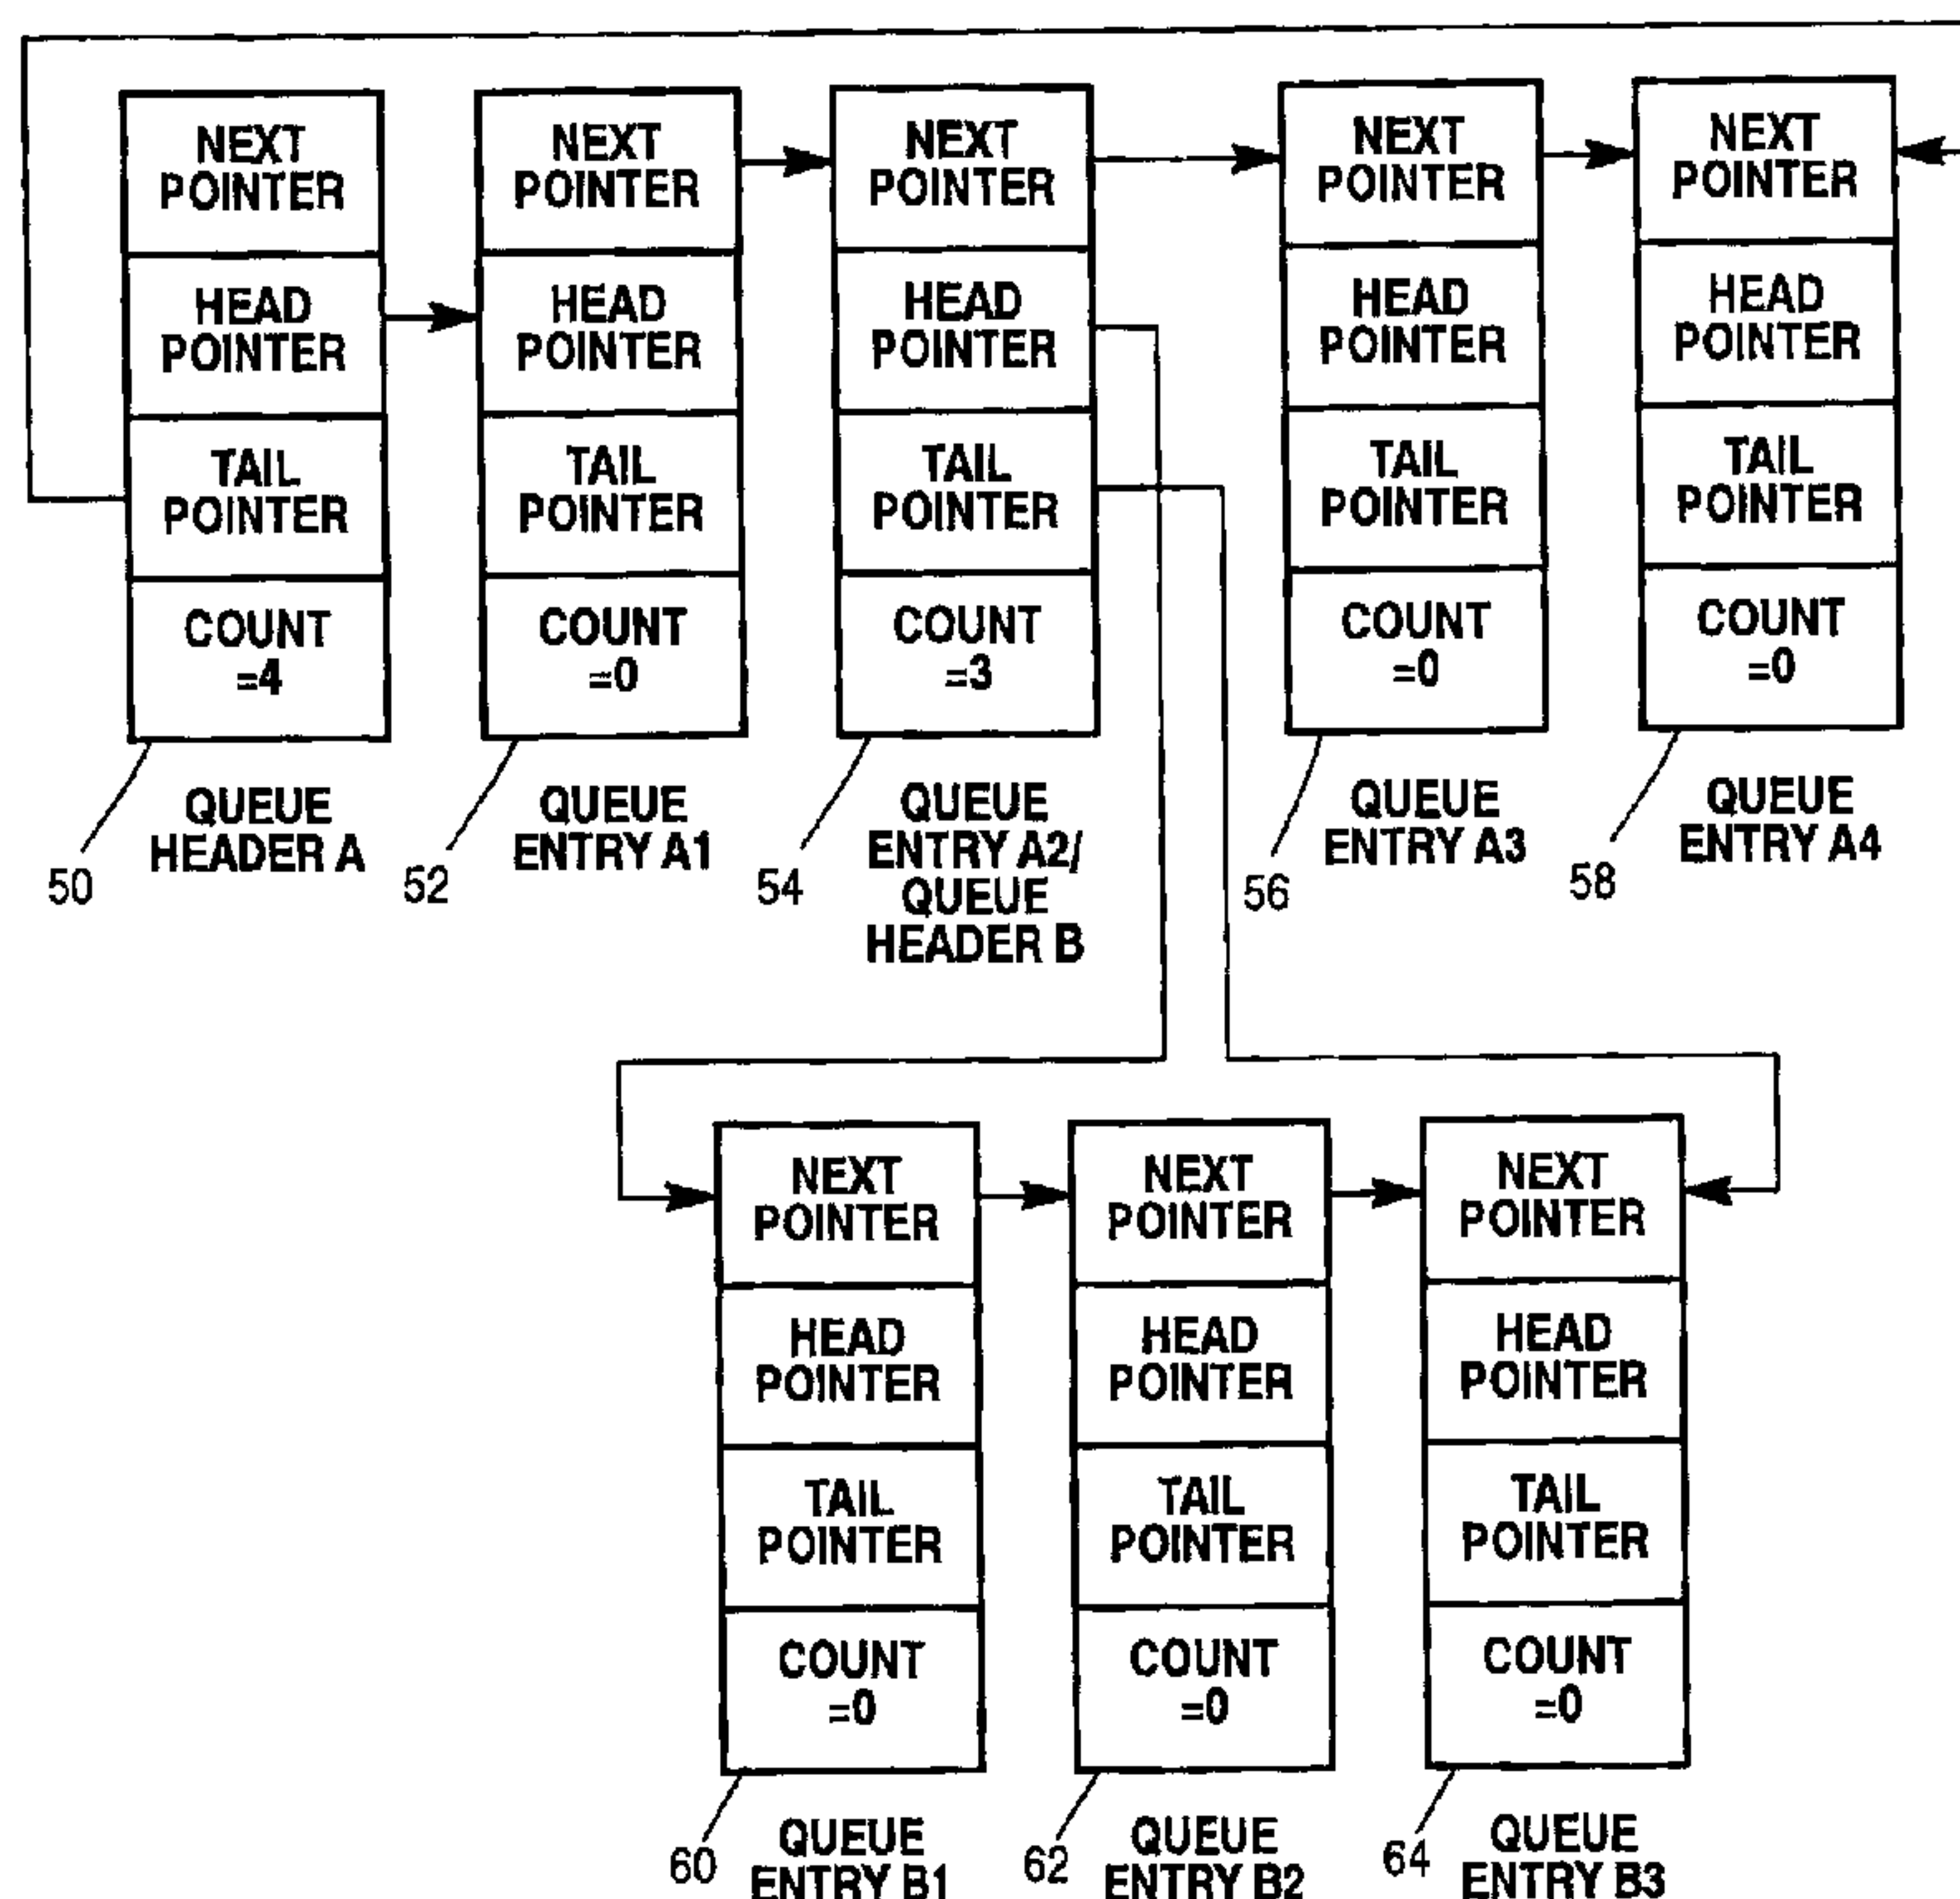 NEXT
POINTER
HEAD
POINTER
TAIL
POINTER
COUNT
=4
50
QUEUE
HEADER A
NEXT
POINTER
HEAD
POINTER
TAIL
POINTER
COUNT
=0
52
QUEUE
ENTRY A1
NEXT
POINTER
HEAD
POINTER
TAIL
POINTER
COUNT
=3
54
QUEUE
ENTRY A2/
QUEUE
HEADER B
NEXT
POINTER
HEAD
POINTER
TAIL
POINTER
COUNT
=0
56
QUEUE
ENTRY A3
NEXT
POINTER
HEAD
POINTER
TAIL
POINTER
COUNT
=0
58
QUEUE
ENTRY A4
NEXT
POINTER
HEAD
POINTER
TAIL
POINTER
COUNT
=0
60
QUEUE
ENTRY B1
NEXT
POINTER
HEAD
POINTER
TAIL
POINTER
COUNT
=0
62
QUEUE
ENTRY B2
NEXT
POINTER
HEAD
POINTER
TAIL
POINTER
COUNT
=0
64
QUEUE
ENTRY B3